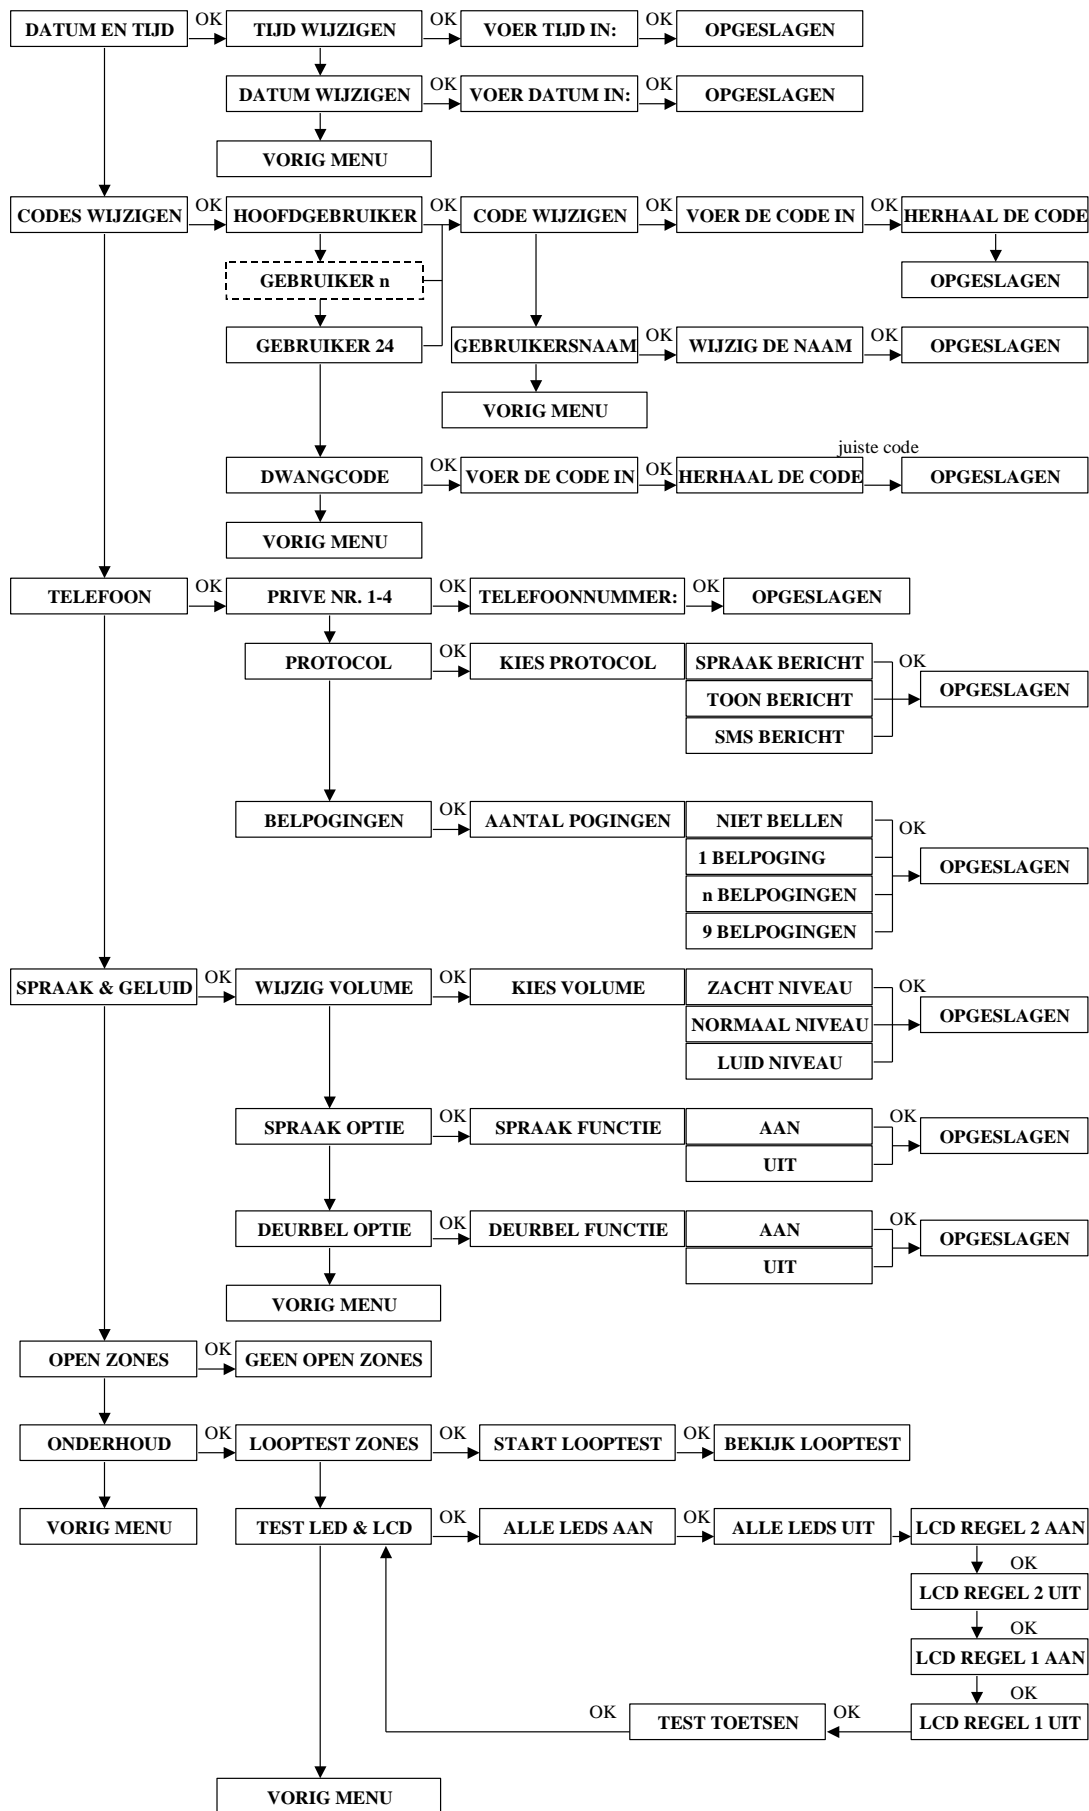 DATUM EN TIJD OK TIJD WIJZIGEN OK VOER TIJD IN: OK OPGESLAGEN
DATUM WIJZIGEN OK VOER DATUM IN: OK OPGESLAGEN
VORIG MENU
CODES WIJZIGEN OK HOOFDGEBRUIKER OK CODE WIJZIGEN OK VOER DE CODE IN OK HERHAAL DE CODE
GEBRUIKER n OPGESLAGEN
GEBRUIKER 24 GEBRUIKERSNAAM OK WIJZIG DE NAAM OK OPGESLAGEN
VORIG MENU
juiste code
DWANGCODE OK VOER DE CODE IN OK HERHAAL DE CODE OPGESLAGEN
VORIG MENU
TELEFOON OK PRIVE NR. 1-4 OK TELEFOONNUMMER: OK OPGESLAGEN
PROTOCOL OK KIES PROTOCOL SPRAAK BERICHT OK
TOON BERICHT OPGESLAGEN
SMS BERICHT
BELPOGINGEN OK AANTAL POGINGEN NIET BELLEN OK
1 BELPOGING OPGESLAGEN
n BELPOGINGEN
9 BELPOGINGEN
SPRAAK & GELUID OK WIJZIG VOLUME OK KIES VOLUME ZACHT NIVEAU OK
NORMAAL NIVEAU OPGESLAGEN
LUID NIVEAU
SPRAAK OPTIE OK SPRAAK FUNCTIE AAN OK OPGESLAGEN
UIT
DEURBEL OPTIE OK DEURBEL FUNCTIE AAN OK OPGESLAGEN
UIT
VORIG MENU
OPEN ZONES OK GEEN OPEN ZONES
ONDERHOUD OK LOOPTEST ZONES OK START LOOPTEST OK BEKIJK LOOPTEST
VORIG MENU TEST LED & LCD OK ALLE LEDS AAN OK ALLE LEDS UIT LCD REGEL 2 AAN
OK
LCD REGEL 2 UIT
OK
LCD REGEL 1 AAN
OK
OK TEST TOETSEN OK LCD REGEL 1 UIT
VORIG MENU